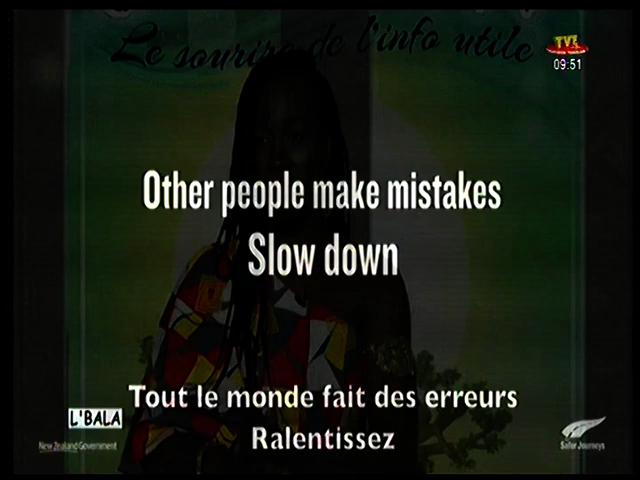 Le sourire de l'info utile
TVZ
09:51
Other people make mistakes
Slow down
Tout le monde fait des erreurs
Ralentissez
L'BALA
New Zealand Government
Safer Journeys